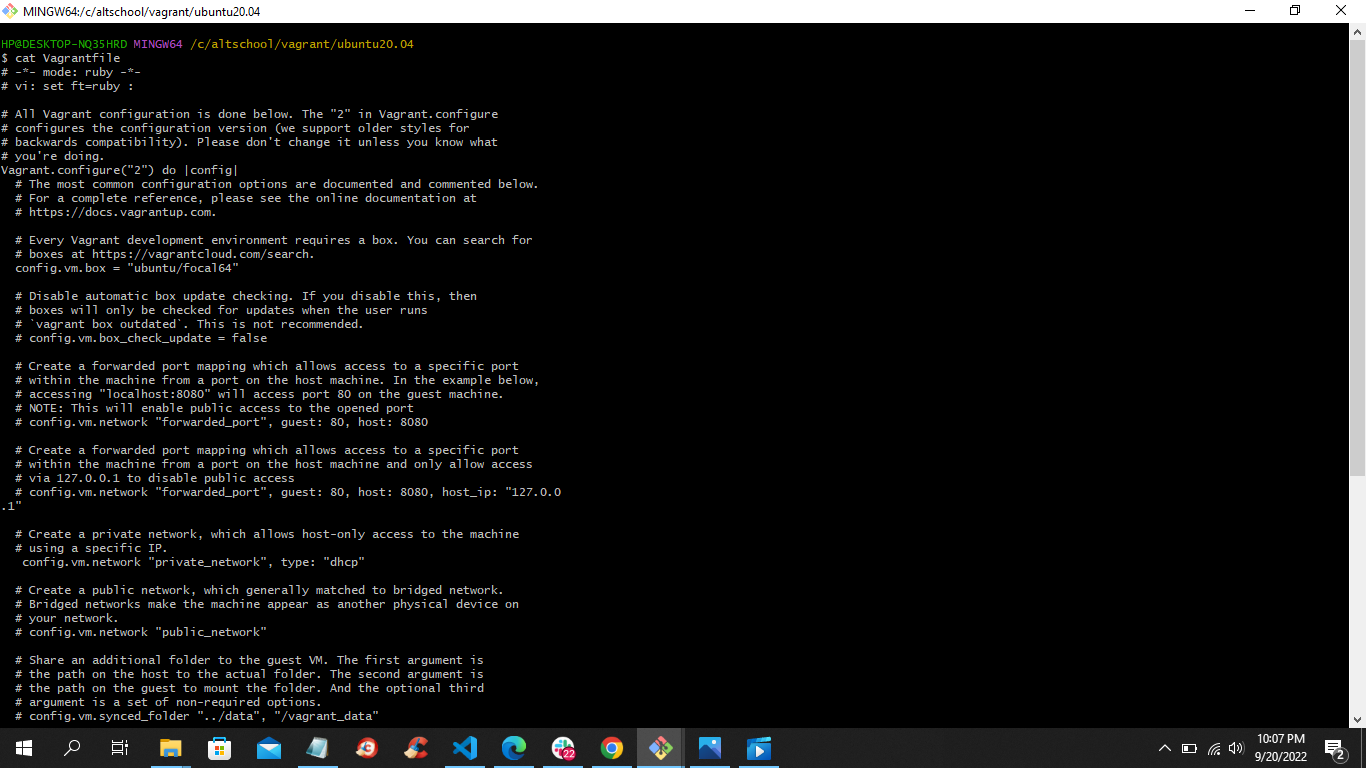 MINGW64:/c/altschool/vagrant/ubuntu20.04
HP@DESKTOP-NQ35HRD MINGW64 /c/altschool/vagrant/ubuntu20.04
$ cat Vagrantfile
# -*- mode: ruby -*-
# vi: set ft=ruby :
# All Vagrant configuration is done below. The "2" in Vagrant.configure
# configures the configuration version (we support older styles for
# backwards compatibility). Please don't change it unless you know what
# you're doing.
Vagrant.configure("2") do |config|
  # The most common configuration options are documented and commented below.
  # For a complete reference, please see the online documentation at
  # https://docs.vagrantup.com.
  # Every Vagrant development environment requires a box. You can search for
  # boxes at https://vagrantcloud.com/search.
  config.vm.box = "ubuntu/focal64"
  # Disable automatic box update checking. If you disable this, then
  # boxes will only be checked for updates when the user runs
  # `vagrant box outdated`. This is not recommended.
  # config.vm.box_check_update = false
  # Create a forwarded port mapping which allows access to a specific port
  # within the machine from a port on the host machine. In the example below,
  # accessing "localhost:8080" will access port 80 on the guest machine.
  # NOTE: This will enable public access to the opened port
  # config.vm.network "forwarded_port", guest: 80, host: 8080
  # Create a forwarded port mapping which allows access to a specific port
  # within the machine from a port on the host machine and only allow access
  # via 127.0.0.1 to disable public access
  # config.vm.network "forwarded_port", guest: 80, host: 8080, host_ip: "127.0.0
.1"
  # Create a private network, which allows host-only access to the machine
  # using a specific IP.
   config.vm.network "private_network", type: "dhcp"
  # Create a public network, which generally matched to bridged network.
  # Bridged networks make the machine appear as another physical device on
  # your network.
  # config.vm.network "public_network"
  # Share an additional folder to the guest VM. The first argument is
  # the path on the host to the actual folder. The second argument is
  # the path on the guest to mount the folder. And the optional third
  # argument is a set of non-required options.
  # config.vm.synced_folder "../data", "/vagrant_data"
22
10:07 PM
9/20/2022
2